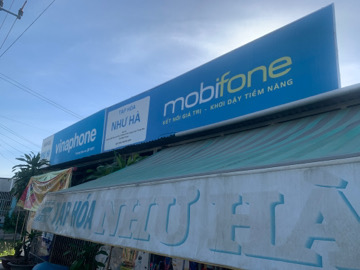 vinaphone
TẠP HÓA
NHƯ HÀ
mobifone
KẾT NỐI GIÁ TRỊ - KHƠI DẬY TIỀM NĂNG
TẠP HÓA NHƯ HÀ